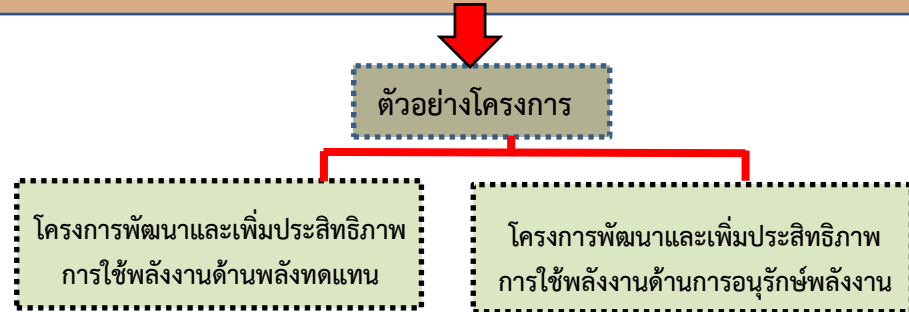 ตัวอย่างโครงการ
โครงการพัฒนาและเพิ่มประสิทธิภาพ
การใช้พลังงานด้านพลังทดแทน
โครงการพัฒนาและเพิ่มประสิทธิภาพ
การใช้พลังงานด้านการอนุรักษ์พลังงาน